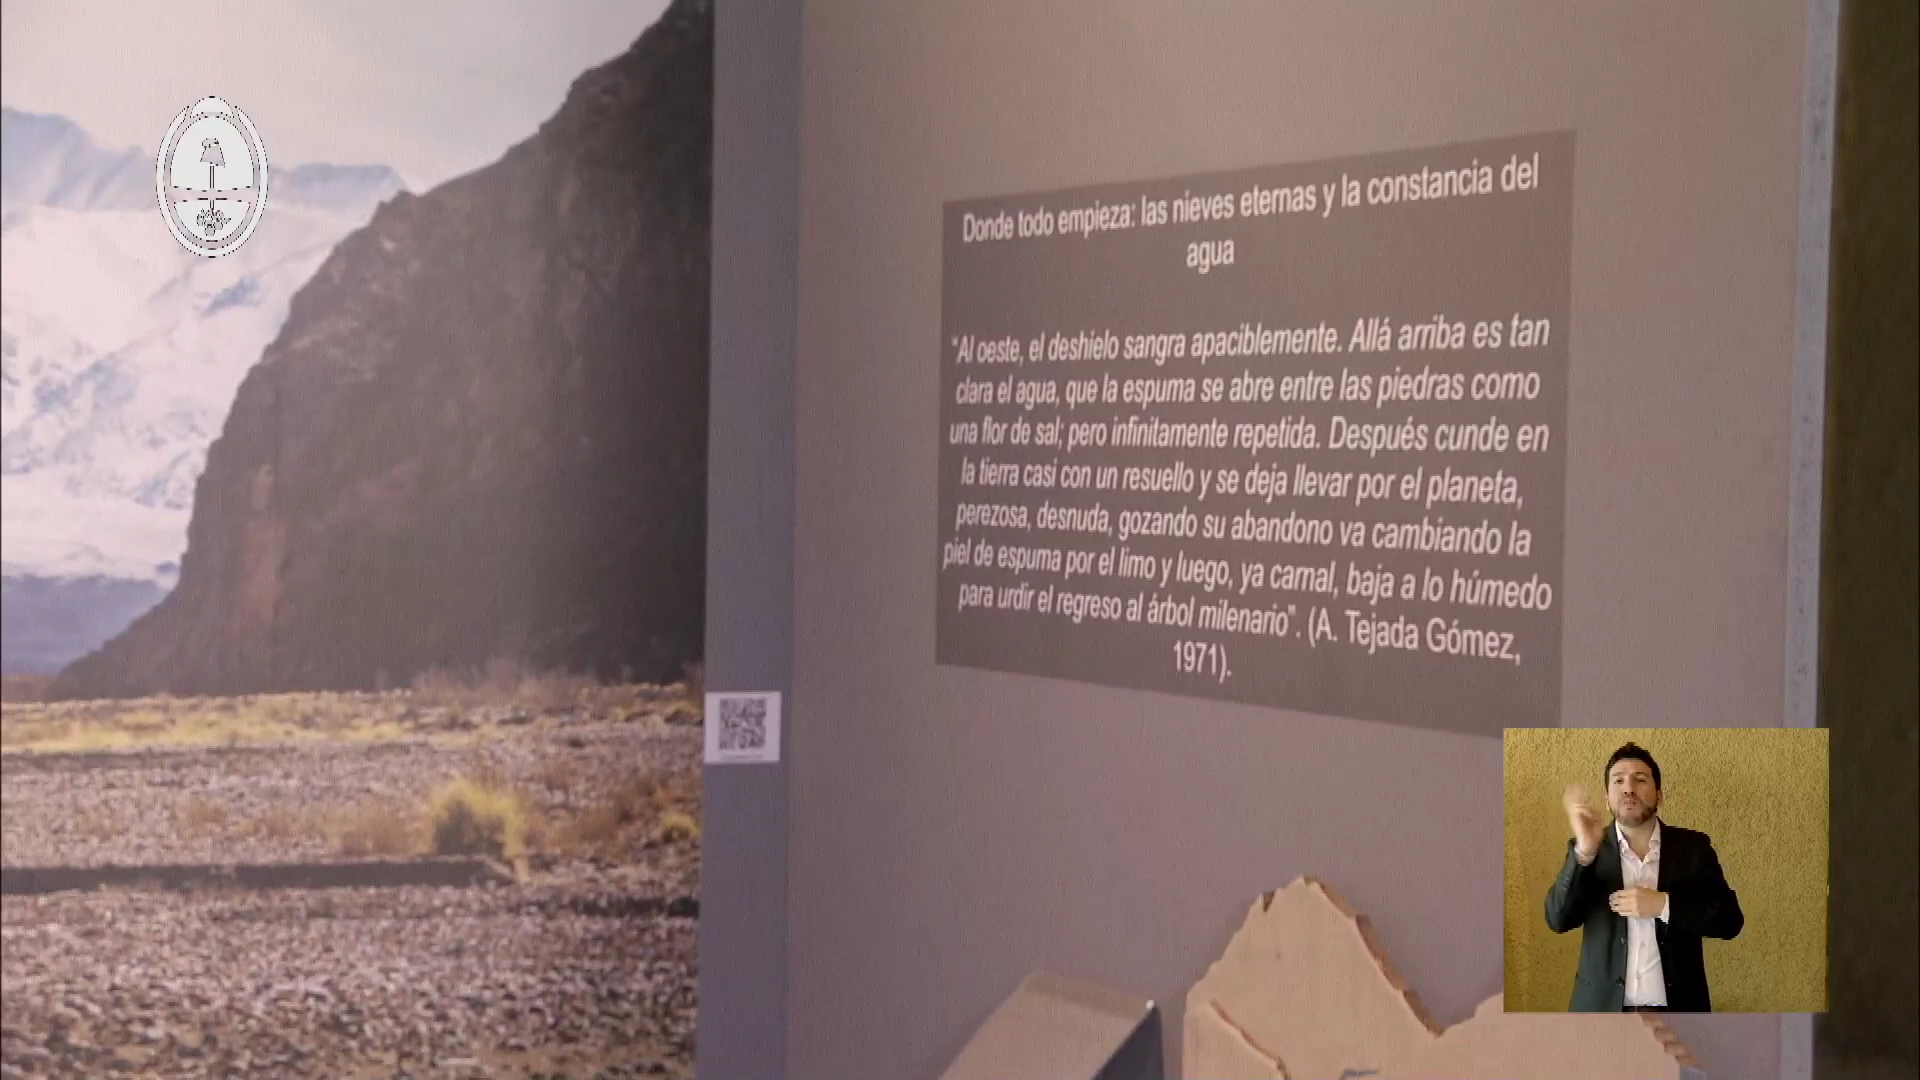 Donde todo empieza: las nieves eternas y la constancia del
agua
"Al oeste, el deshielo sangra apaciblemente. Allá arriba es tan
clara el agua, que la espuma se abre entre las piedras como
una flor de sal; pero infinitamente repetida. Después cunde en
la tierra casi con un resuello y se deja llevar por el planeta,
perezosa, desnuda, gozando su abandono va cambiando la
piel de espuma por el limo y luego, ya carnal, baja a lo húmedo
para urdir el regreso al árbol milenario". (A. Tejada Gómez,
1971).